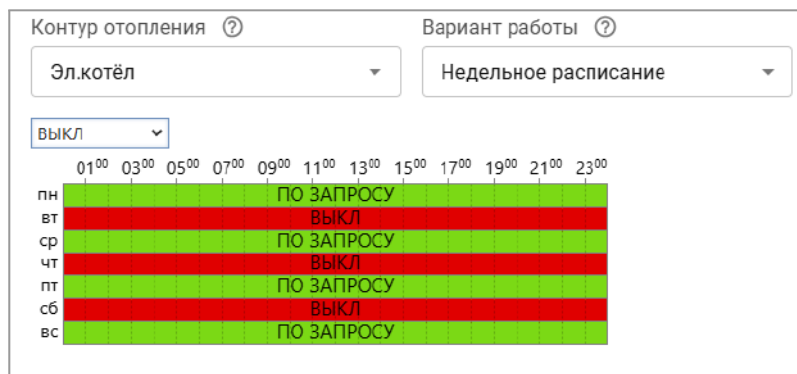 Контур отопления ?
Вариант работы ?
Эл.котёл
Недельное расписание
ВЫКЛ
01⁰⁰ 03⁰⁰ 05⁰⁰ 07⁰⁰ 09⁰⁰ 11⁰⁰ 13⁰⁰ 15⁰⁰ 17⁰⁰ 19⁰⁰ 21⁰⁰ 23⁰⁰
пн ПО ЗАПРОСУ
вт ВЫКЛ
ср ПО ЗАПРОСУ
чт ВЫКЛ
пт ПО ЗАПРОСУ
сб ВЫКЛ
вс ПО ЗАПРОСУ